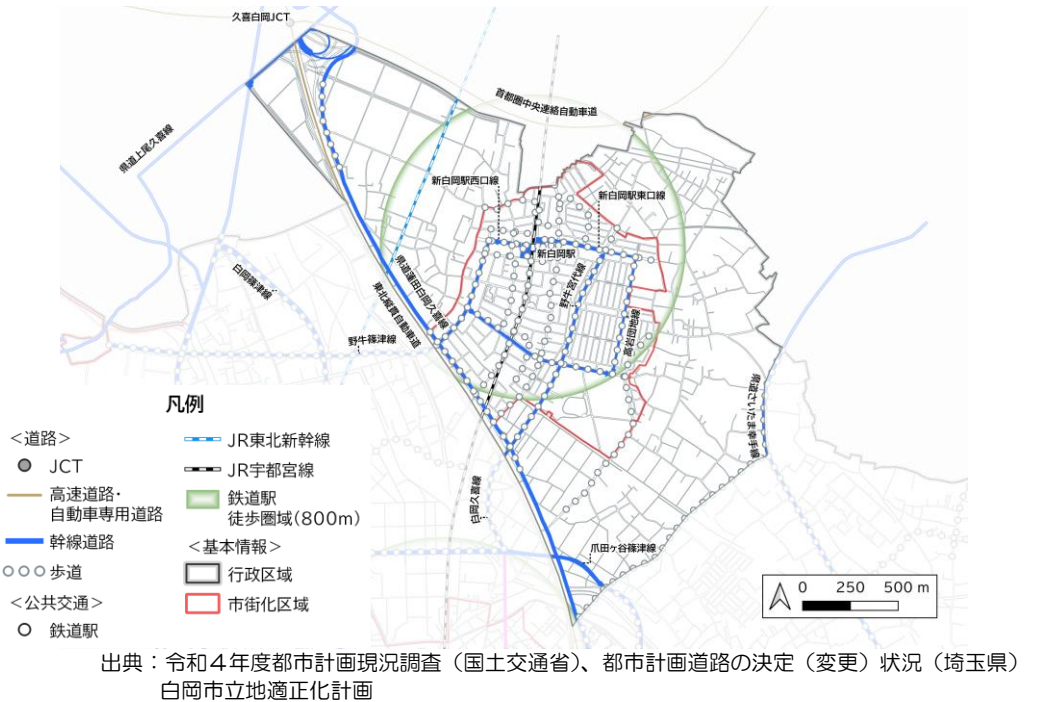 久喜白岡JCT
首都圏中央連絡自動車道
県道上尾久喜線
新白岡駅西口線
新白岡駅東口線
新白岡駅
白岡篠津線
県道蓮田白岡久喜線
東北縦貫自動車道
野牛宮代線
高岩団地線
野牛篠津線
県道さいたま幸手線
白岡久喜線
爪田ヶ谷篠津線
凡例
<道路>
JCT
高速道路・
自動車専用道路
幹線道路
歩道
<公共交通>
鉄道駅
JR東北新幹線
JR宇都宮線
鉄道駅
徒歩圏域(800m)
<基本情報>
行政区域
市街化区域
0 250 500 m
出典：令和４年度都市計画現況調査（国土交通省）、都市計画道路の決定（変更）状況（埼玉県）
白岡市立地適正化計画